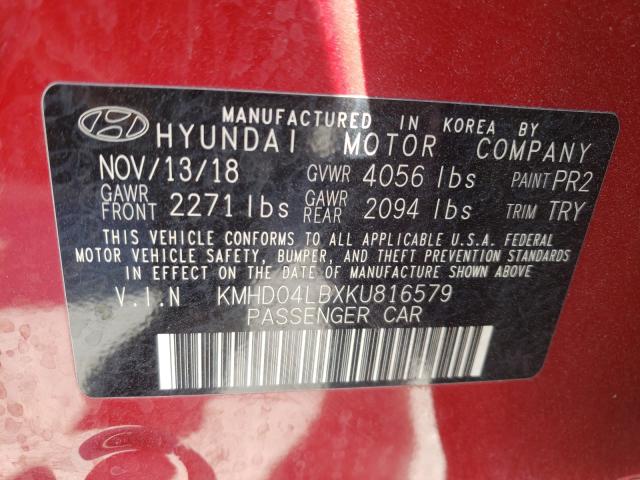 MANUFACTURED IN KOREA BY
HYUNDAI MOTOR COMPANY
NOV/13/18 GVWR 4056 lbs PAINT PR2
GAWR FRONT 2271 lbs GAWR REAR 2094 lbs TRIM TRY
THIS VEHICLE CONFORMS TO ALL APPLICABLE U.S.A. FEDERAL
MOTOR VEHICLE SAFETY, BUMPER, AND THEFT PREVENTION STANDARDS
IN EFFECT ON THE DATE OF MANUFACTURE SHOWN ABOVE.
V.I.N KMHD04LBXKU816579
PASSENGER CAR